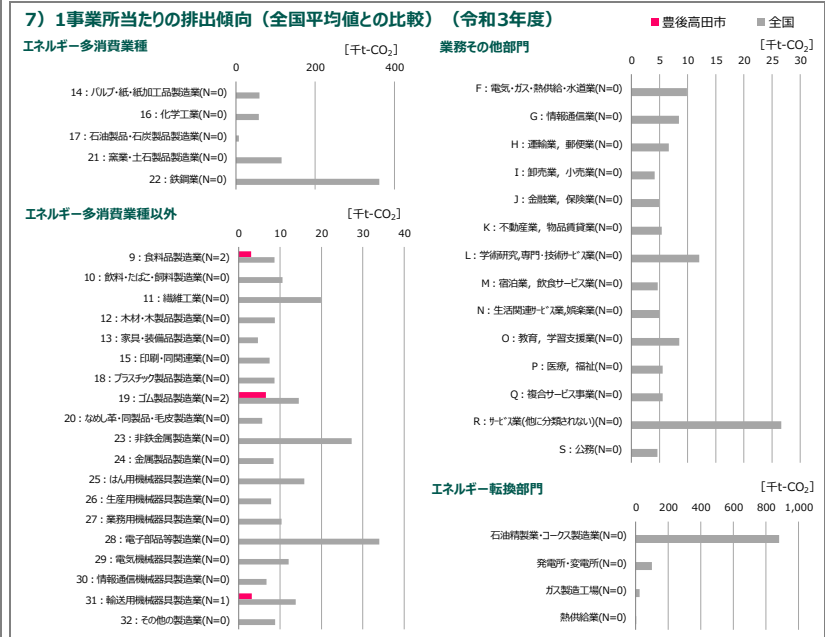 7）1事業所当たりの排出傾向（全国平均値との比較）（令和3年度）
■豊後高田市 ■全国
エネルギー多消費業種
[千t-CO₂]
0 200 400
14：パルプ・紙・紙加工品製造業(N=0)
16：化学工業(N=0)
17：石油製品・石炭製品製造業(N=0)
21：窯業・土石製品製造業(N=0)
22：鉄鋼業(N=0)
エネルギー多消費業種以外
[千t-CO₂]
0 10 20 30 40
9：食料品製造業(N=2)
10：飲料・たばこ・飼料製造業(N=0)
11：繊維工業(N=0)
12：木材・木製品製造業(N=0)
13：家具・装備品製造業(N=0)
15：印刷・同関連業(N=0)
18：プラスチック製品製造業(N=0)
19：ゴム製品製造業(N=2)
20：なめし革・同製品・毛皮製造業(N=0)
23：非鉄金属製造業(N=0)
24：金属製品製造業(N=0)
25：はん用機械器具製造業(N=0)
26：生産用機械器具製造業(N=0)
27：業務用機械器具製造業(N=0)
28：電子部品等製造業(N=0)
29：電気機械器具製造業(N=0)
30：情報通信機械器具製造業(N=0)
31：輸送用機械器具製造業(N=1)
32：その他の製造業(N=0)
業務その他部門
[千t-CO₂]
0 5 10 15 20 25 30
F：電気・ガス・熱供給・水道業(N=0)
G：情報通信業(N=0)
H：運輸業，郵便業(N=0)
I：卸売業，小売業(N=0)
J：金融業，保険業(N=0)
K：不動産業，物品賃貸業(N=0)
L：学術研究,専門・技術サービス業(N=0)
M：宿泊業，飲食サービス業(N=0)
N：生活関連サービス業,娯楽業(N=0)
O：教育，学習支援業(N=0)
P：医療，福祉(N=0)
Q：複合サービス事業(N=0)
R：サービス業(他に分類されない)(N=0)
S：公務(N=0)
エネルギー転換部門
[千t-CO₂]
0 200 400 600 800 1,000
石油精製業・コークス製造業(N=0)
発電所・変電所(N=0)
ガス製造工場(N=0)
熱供給業(N=0)